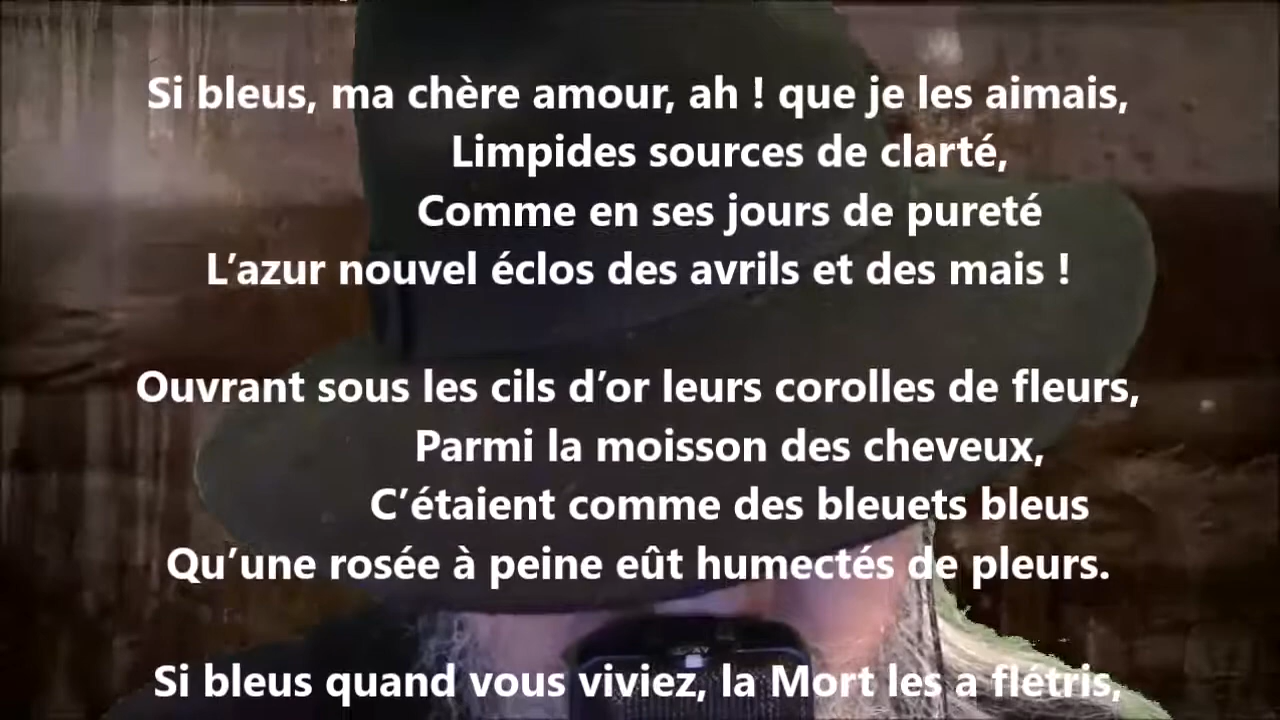 Si bleus, ma chère amour, ah ! que je les aimais,
Limpides sources de clarté,
Comme en ses jours de pureté
L’azur nouvel éclos des avrils et des mais !
Ouvrant sous les cils d’or leurs corolles de fleurs,
Parmi la moisson des cheveux,
C’étaient comme des bleuets bleus
Qu’une rosée à peine eût humectés de pleurs.
Si bleus quand vous viviez, la Mort les a flétris,